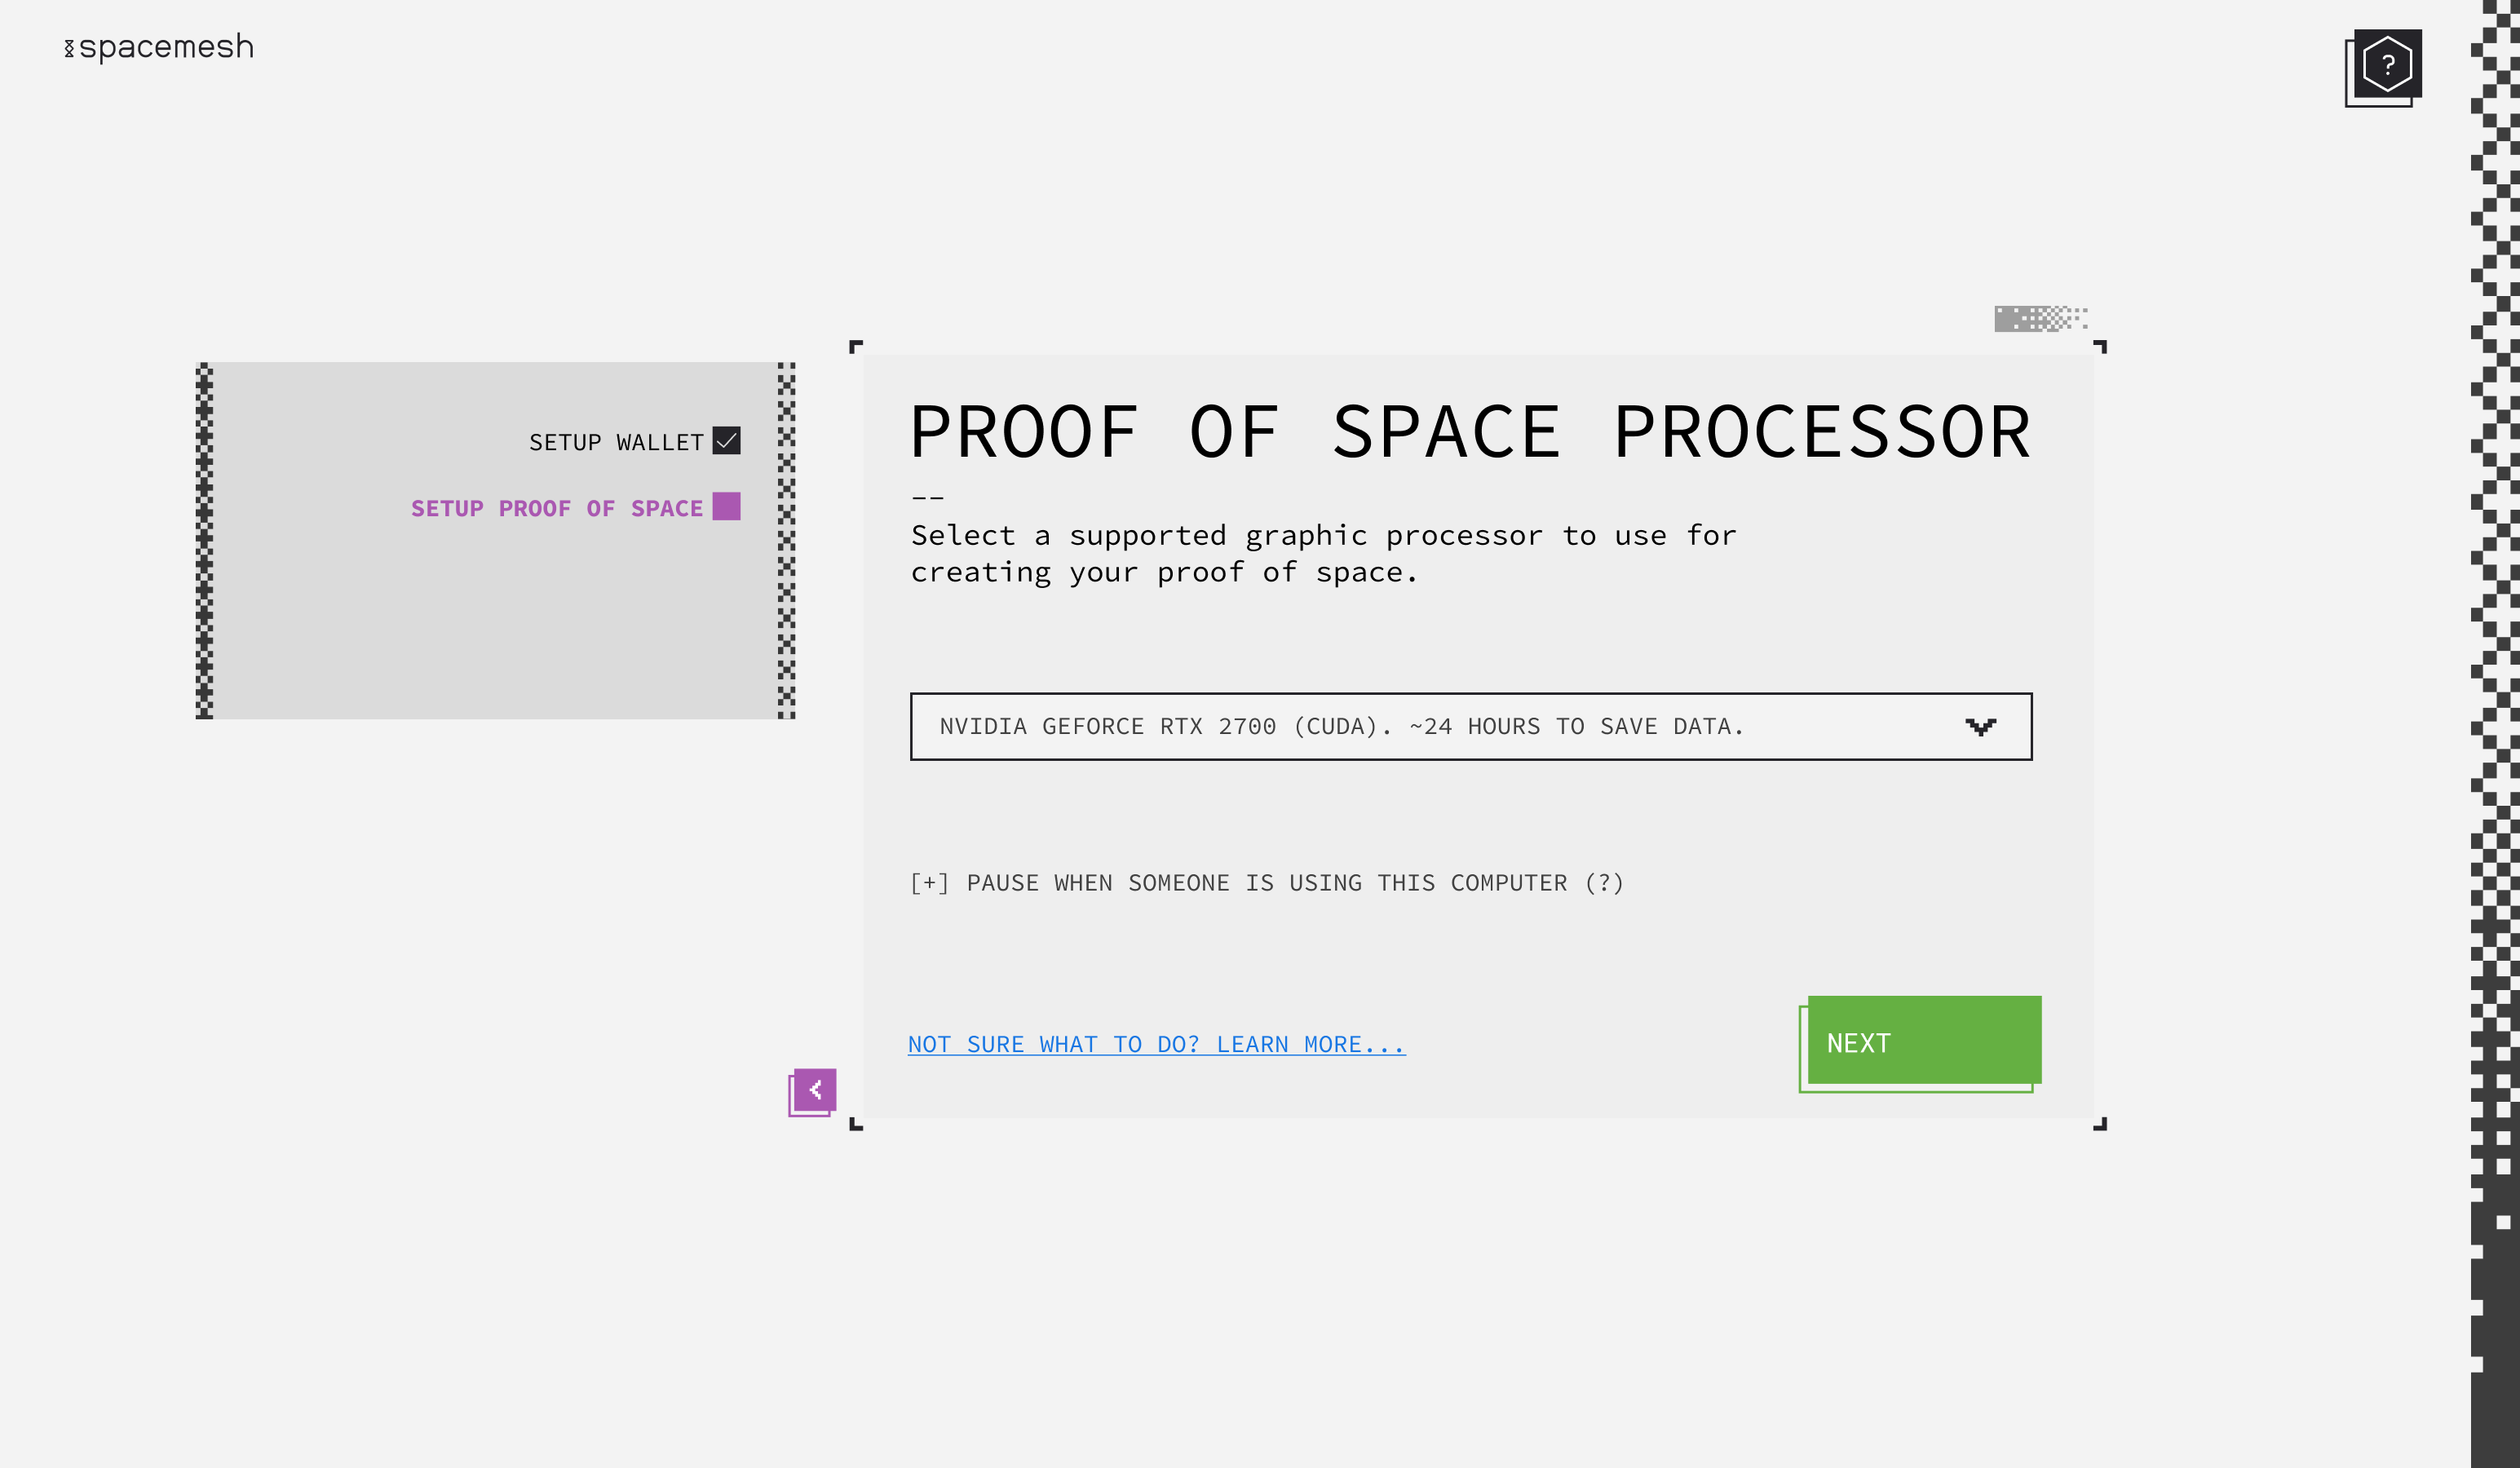 spacemesh
?
SETUP WALLET
SETUP PROOF OF SPACE
PROOF OF SPACE PROCESSOR
--
Select a supported graphic processor to use for
creating your proof of space.
NVIDIA GEFORCE RTX 2700 (CUDA). ~24 HOURS TO SAVE DATA.
[+] PAUSE WHEN SOMEONE IS USING THIS COMPUTER (?)
NOT SURE WHAT TO DO? LEARN MORE...
NEXT